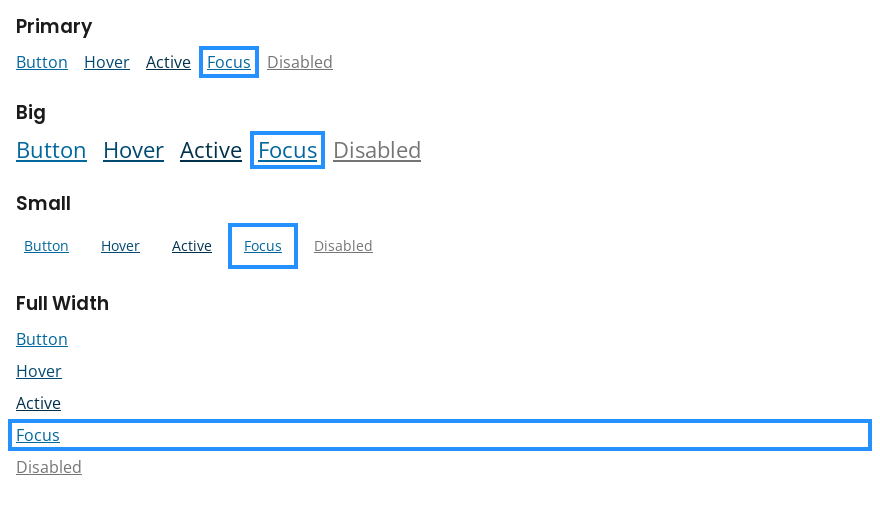 Primary
Button Hover Active Focus Disabled
Big
Button Hover Active Focus Disabled
Small
Button Hover Active Focus Disabled
Full Width
Button
Hover
Active
Focus
Disabled